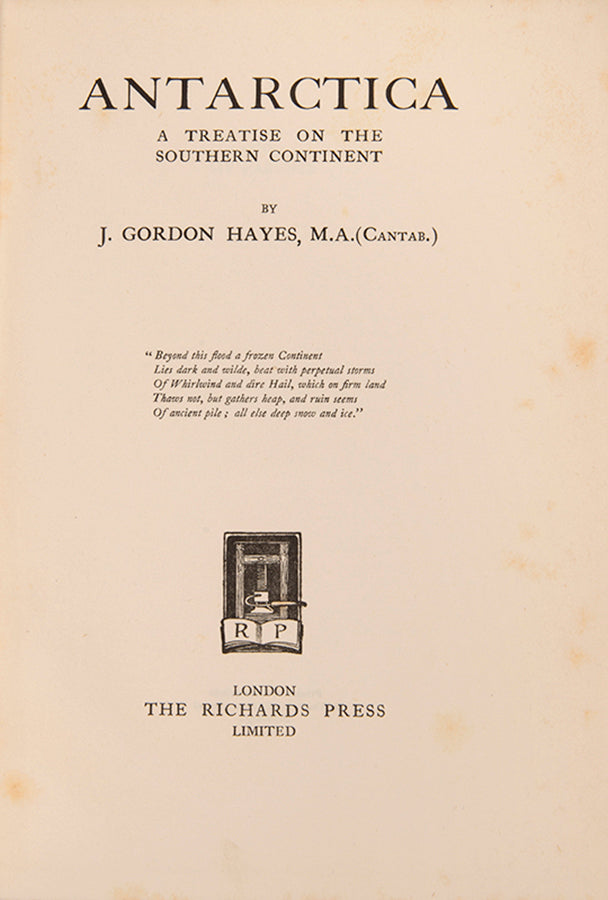 ANTARCTICA
A TREATISE ON THE
SOUTHERN CONTINENT
BY
J. GORDON HAYES, M.A.(CANTAB.)
“ Beyond this flood a frozen Continent
Lies dark and wilde, beat with perpetual storms
Of Whirlwind and dire Hail, which on firm land
Thaws not, but gathers heap, and ruin seems
Of ancient pile ; all else deep snow and ice.”
R P
LONDON
THE RICHARDS PRESS
LIMITED